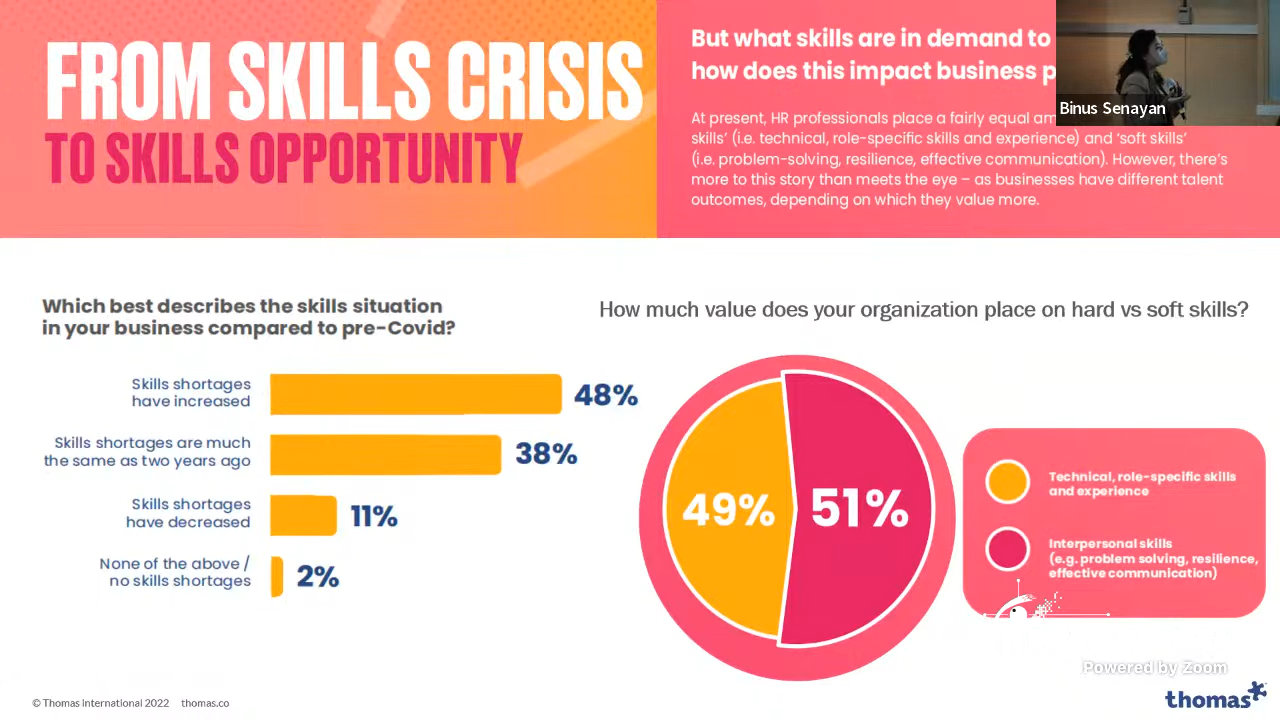 FROM SKILLS CRISIS
TO SKILLS OPPORTUNITY
But what skills are in demand to
how does this impact business
At present, HR professionals place a fairly equal
skills’ (i.e. technical, role-specific skills and experience) and ‘soft skills’
(i.e. problem-solving, resilience, effective communication). However, there’s
more to this story than meets the eye – as businesses have different talent
outcomes, depending on which they value more.
Binus Senayan
Which best describes the skills situation
in your business compared to pre-Covid?
Skills shortages
have increased
48%
Skills shortages are much
the same as two years ago
38%
Skills shortages
have decreased
11%
None of the above /
no skills shortages
2%
How much value does your organization place on hard vs soft skills?
49%
51%
Technical, role-specific skills
and experience
Interpersonal skills
(e.g. problem solving, resilience,
effective communication)
Powered by Zoom
© Thomas International 2022 thomas.co
thomas